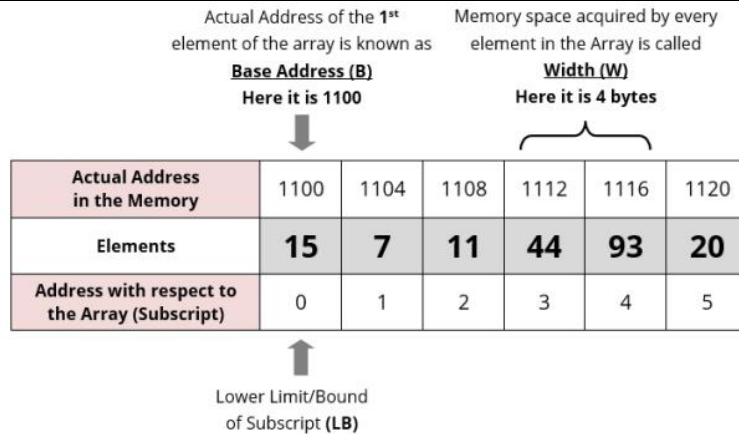 Actual Address of the 1st
element of the array is known as
Base Address (B)
Here it is 1100
Memory space acquired by every
element in the Array is called
Width (W)
Here it is 4 bytes
Actual Address
in the Memory
1100 1104 1108 1112 1116 1120
Elements
15 7 11 44 93 20
Address with respect to
the Array (Subscript)
0 1 2 3 4 5
Lower Limit/Bound
of Subscript (LB)